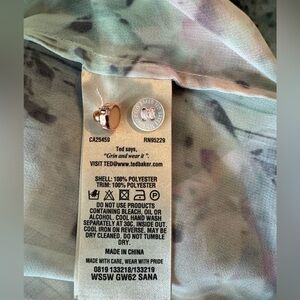 CA25459 RN95229
Ted says,
"Grin and wear it".
VISIT TED@www.tedbaker.com
SHELL: 100% POLYESTER
TRIM: 100% POLYESTER
DO NOT USE PRODUCTS
CONTAINING BLEACH, OIL OR
ALCOHOL. COOL HAND WASH
SEPARATELY AT 30C. INSIDE
OUT. COOL IRON. MAY BE
DRY CLEANED. DO NOT TUMBLE
DRY.
MADE IN CHINA
MADE WITH CARE, WEAR WITH PRIDE
0819 133218/133219
WS5W GW62 SANA